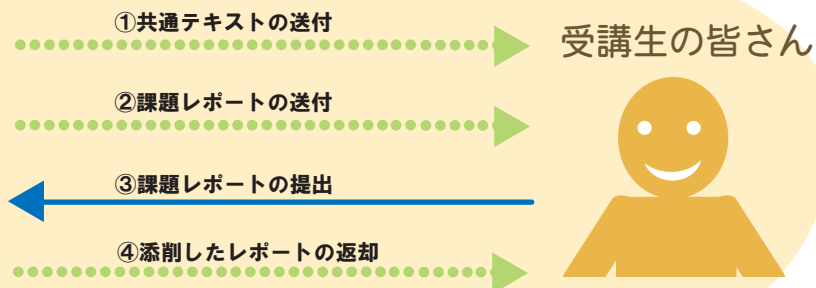 ①共通テキストの送付
受講生の皆さん
②課題レポートの送付
③課題レポートの提出
④添削したレポートの返却